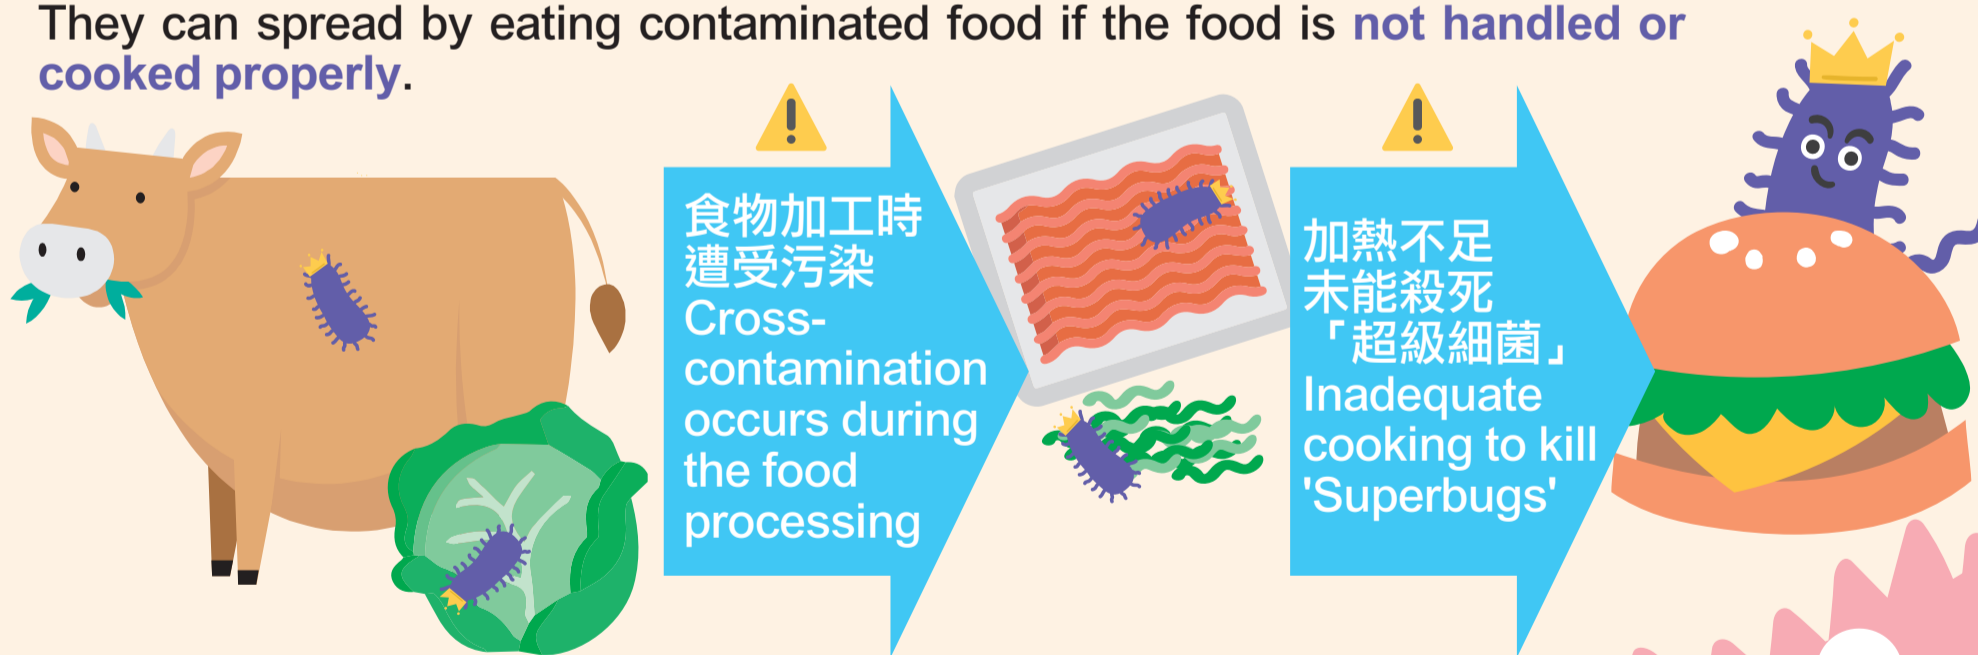 They can spread by eating contaminated food if the food is not handled or
cooked properly.
食物加工時
遭受污染
Cross-
contamination
occurs during
the food
processing
加熱不足
未能殺死
「超級細菌」
Inadequate
cooking to kill
'Superbugs'